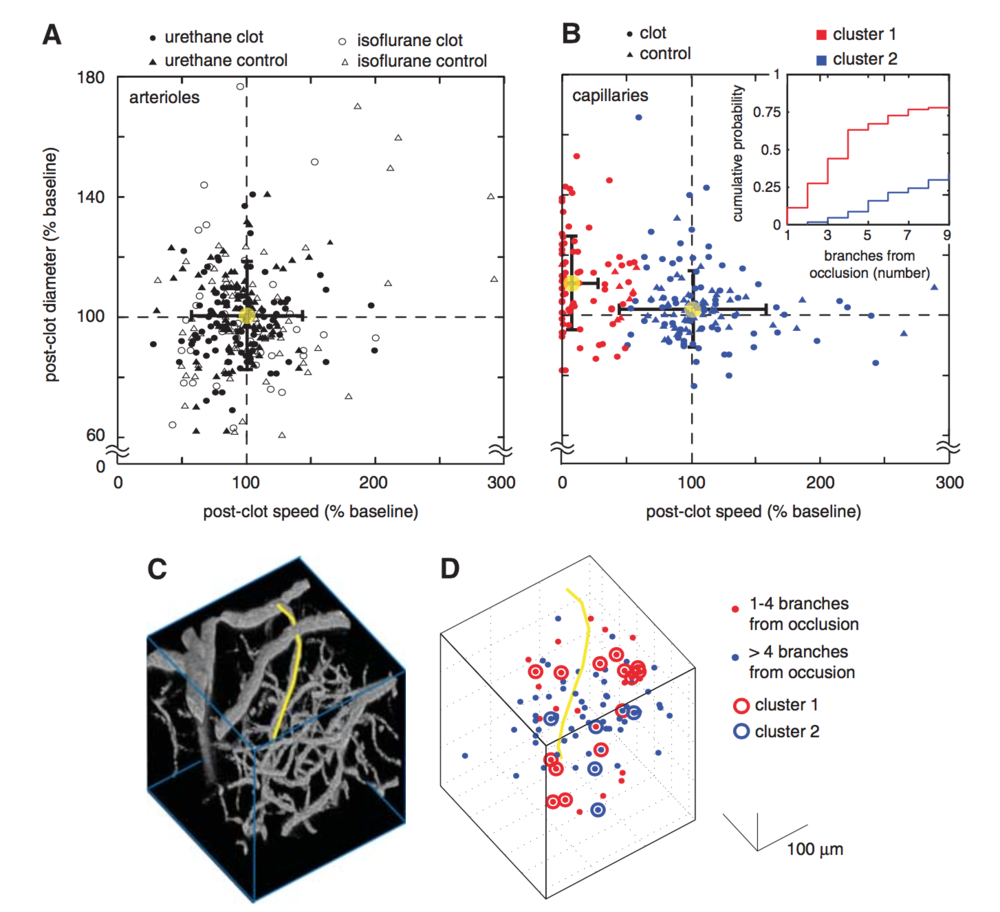 A
urethane clot
urethane control
isoflurane clot
isoflurane control
arterioles
180
140
100
60
0
post-clot diameter (% baseline)
0
100
200
300
post-clot speed (% baseline)
B
clot
control
cluster 1
cluster 2
capillaries
cumulative probability
1
0.75
0.5
0.25
0
1
3
5
7
9
branches from
occlusion (number)
0
100
200
300
post-clot speed (% baseline)
C
D
1-4 branches
from occlusion
> 4 branches
from occusion
cluster 1
cluster 2
100 μm